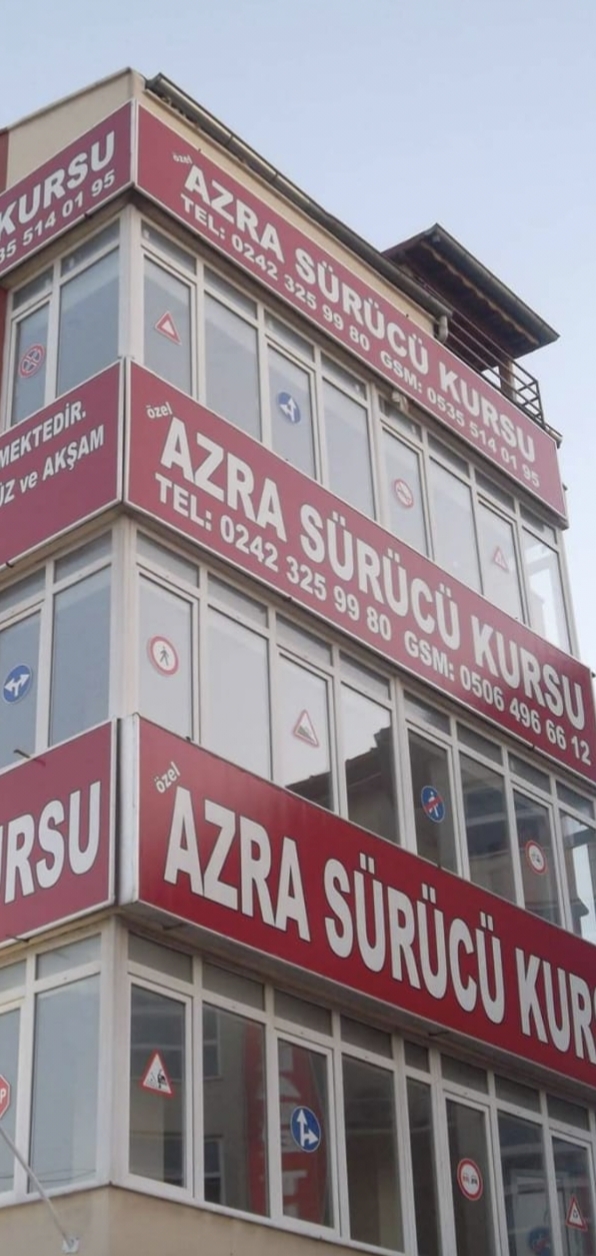 KURSU
35 514 01 95
özel
AZRA SÜRÜCÜ KURSU
TEL: 0242 325 99 80 GSM: 0535 514 01 95
MEKTEDİR.
ÜZ ve AKŞAM
özel
AZRA SÜRÜCÜ KURSU
TEL: 0242 325 99 80 GSM: 0506 496 66 12
URSU
özel
AZRA SÜRÜCÜ KURS